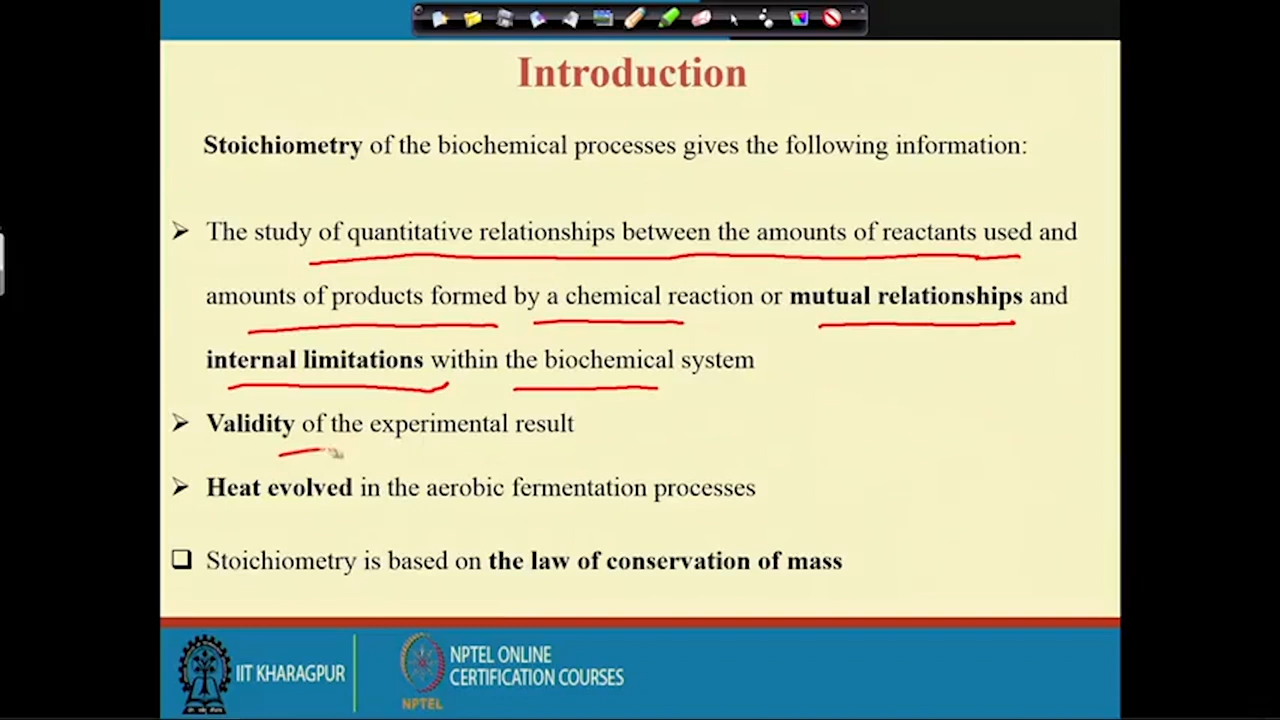 Introduction
Stoichiometry of the biochemical processes gives the following information:
➤ The study of quantitative relationships between the amounts of reactants used and
amounts of products formed by a chemical reaction or mutual relationships and
internal limitations within the biochemical system
➤ Validity of the experimental result
➤ Heat evolved in the aerobic fermentation processes
❑ Stoichiometry is based on the law of conservation of mass
IIT KHARAGPUR
NPTEL
NPTEL ONLINE
CERTIFICATION COURSES